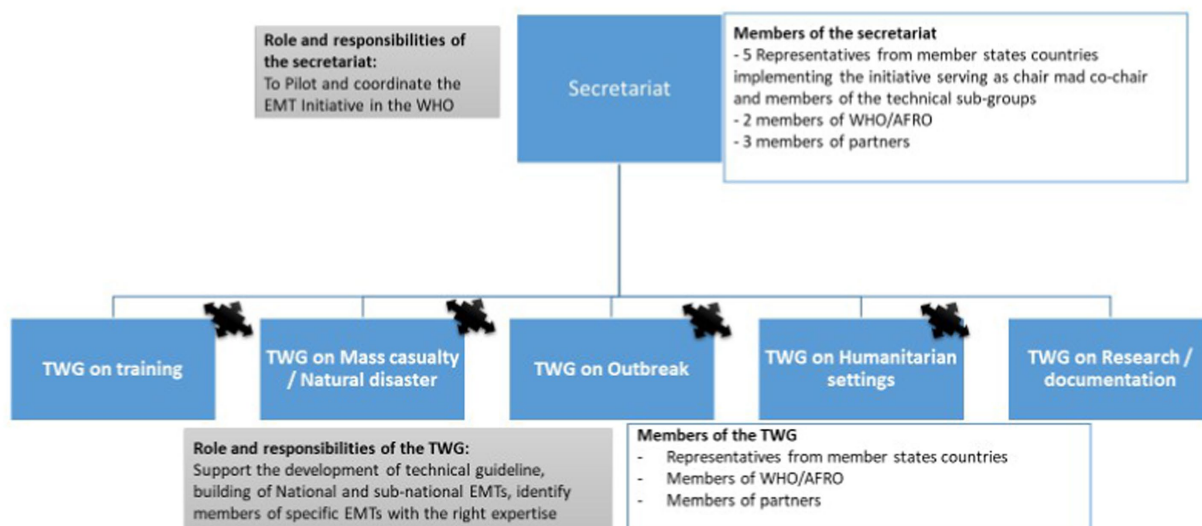 Role and responsibilities of
the secretariat:
To Pilot and coordinate the
EMT Initiative in the WHO
Secretariat
Members of the secretariat
- 5 Representatives from member states countries
implementing the initiative serving as chair mad co-chair
and members of the technical sub-groups
- 2 members of WHO/AFRO
- 3 members of partners
TWG on training
TWG on Mass casualty
/ Natural disaster
TWG on Outbreak
TWG on Humanitarian
settings
TWG on Research /
documentation
Role and responsibilities of the TWG:
Support the development of technical guideline,
building of National and sub-national EMTs, identify
members of specific EMTs with the right expertise
Members of the TWG
- Representatives from member states countries
- Members of WHO/AFRO
- Members of partners